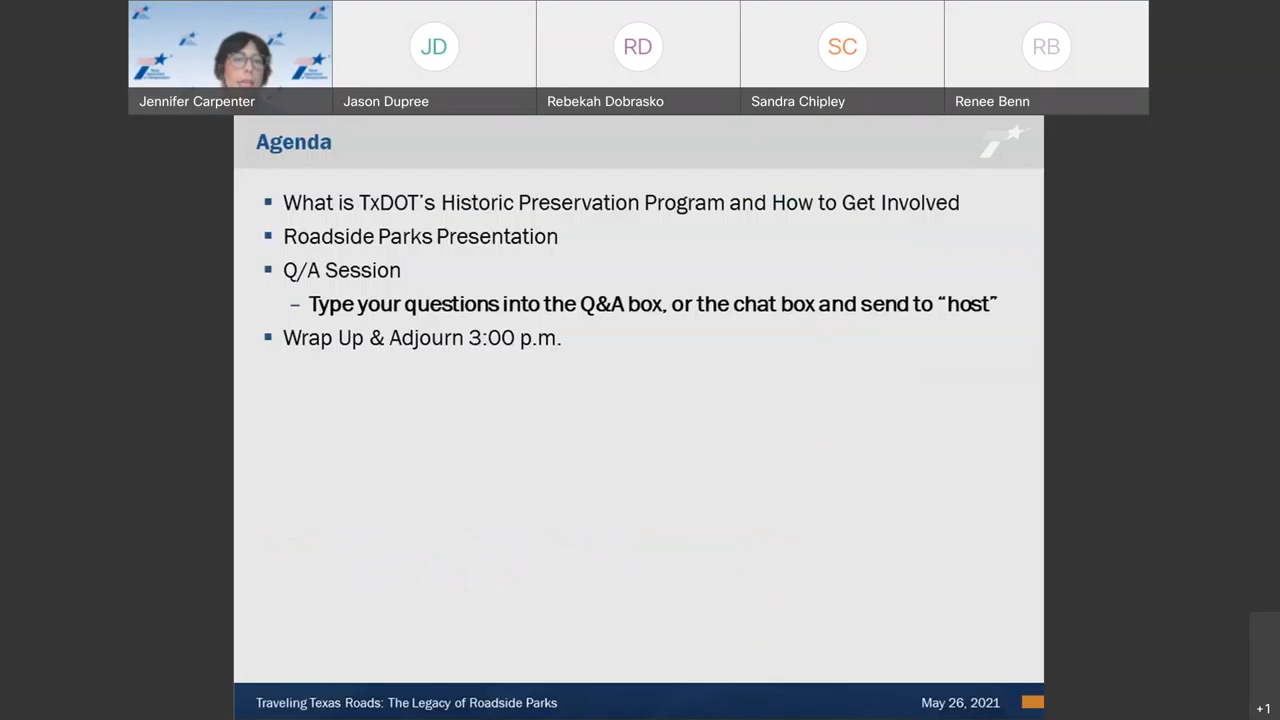 JD
RD
SC
RB
Jennifer Carpenter
Jason Dupree
Rebekah Dobrasko
Sandra Chipley
Renee Benn
Agenda
What is TxDOT's Historic Preservation Program and How to Get Involved
Roadside Parks Presentation
Q/A Session
– Type your questions into the Q&A box, or the chat box and send to “host”
Wrap Up & Adjourn 3:00 p.m.
Traveling Texas Roads: The Legacy of Roadside Parks
May 26, 2021
+1